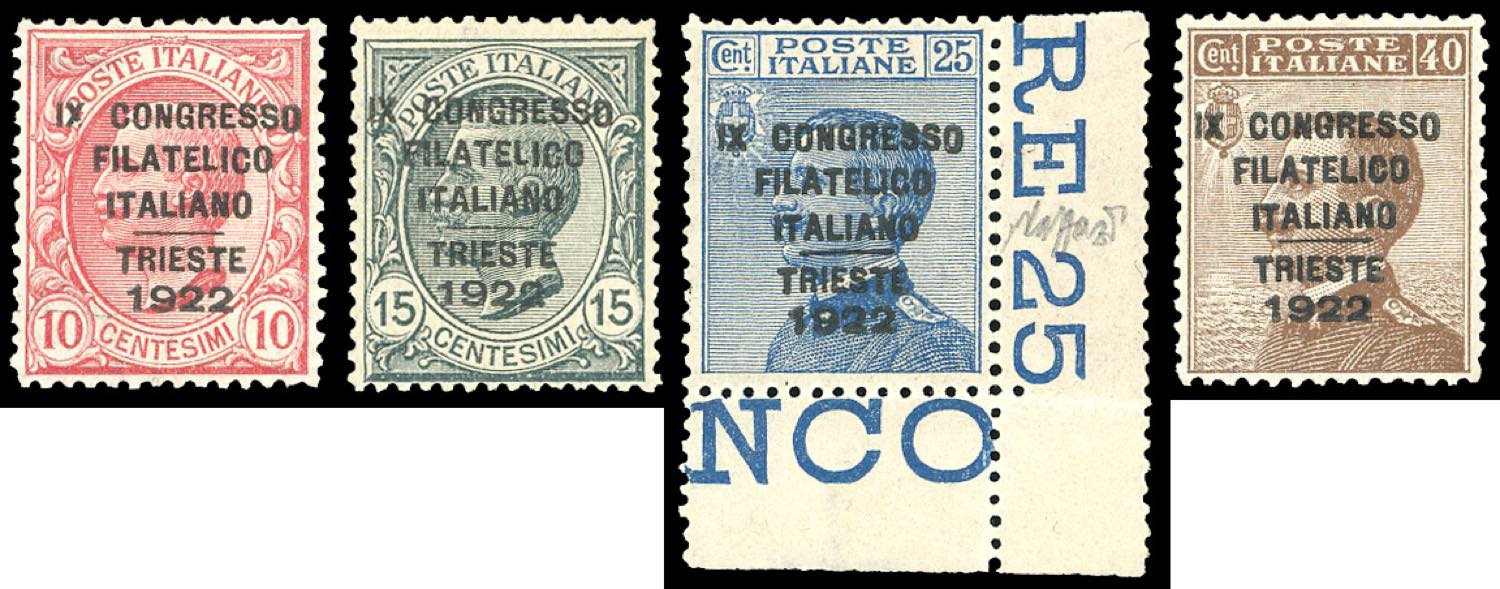 POSTE ITALIANE
IX CONGRESSO
FILATELICO
ITALIANO
TRIESTE
1922
10 CENTESIMI 10
POSTE ITALIANE
IX CONGRESSO
FILATELICO
ITALIANO
TRIESTE
1922
15 CENTESIMI 15
Cent POSTE 25
ITALIANE
IX CONGRESSO
FILATELICO
ITALIANO
TRIESTE
1922
RE 25
NCO
Cent POSTE 40
ITALIANE
IX CONGRESSO
FILATELICO
ITALIANO
TRIESTE
1922